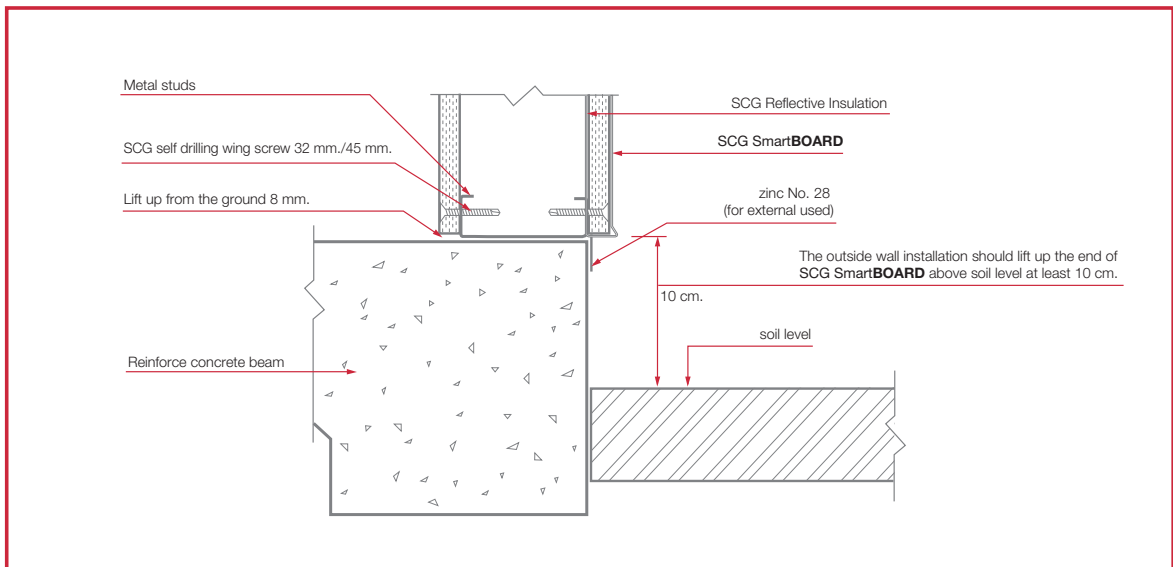 Metal studs
SCG self drilling wing screw 32 mm./45 mm.
Lift up from the ground 8 mm.
Reinforce concrete beam
SCG Reflective Insulation
SCG SmartBOARD
zinc No. 28
(for external used)
The outside wall installation should lift up the end of
SCG SmartBOARD above soil level at least 10 cm.
10 cm.
soil level